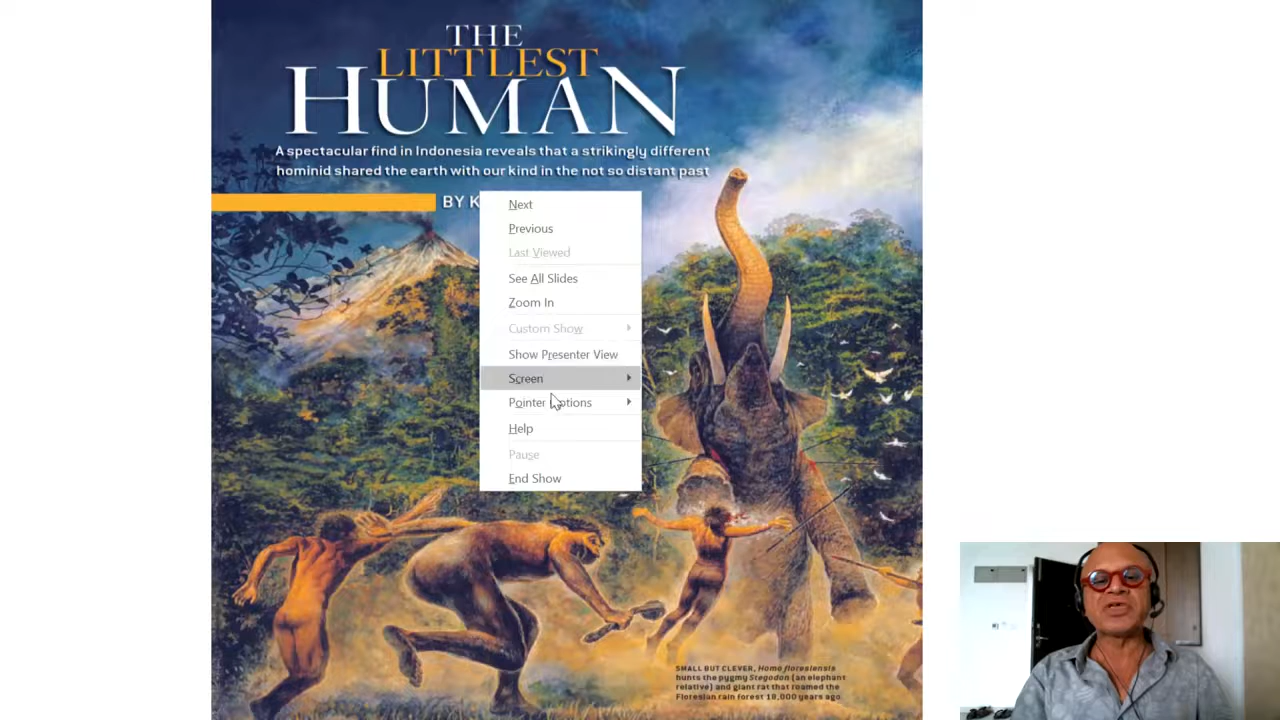 THE
LITTLEST
HUMAN
A spectacular find in Indonesia reveals that a strikingly different
hominid shared the earth with our kind in the not so distant past
BY K
Next
Previous
Last Viewed
See All Slides
Zoom In
Custom Show
Show Presenter View
Screen
Pointer Options
Help
Pause
End Show
SMALL BUT CLEVER, Homo floresiensis
hunts the pygmy Stegodon (an elephant
relative) and giant rat that roamed the
Floresian rain forest 18,000 years ago